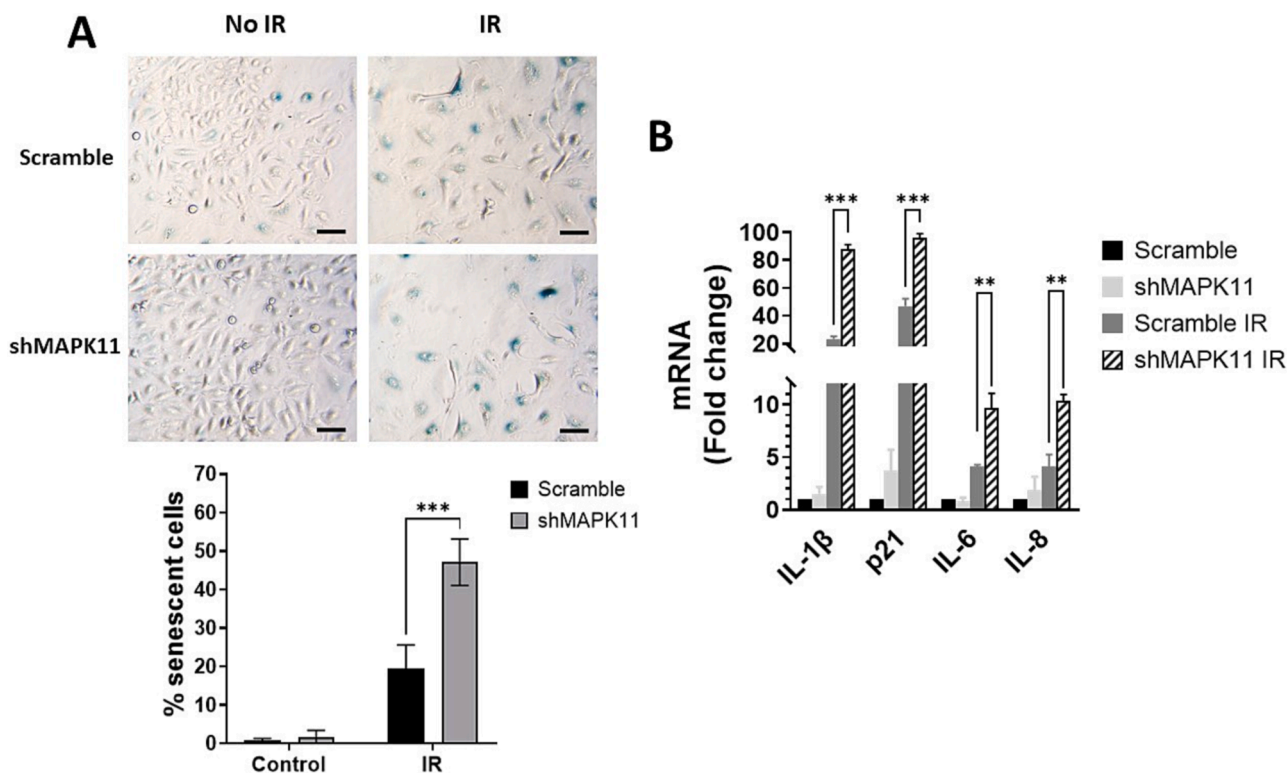 A
No IR
IR
Scramble
shMAPK11
70
60
50
40
30
20
10
0
% senescent cells
***
Control
IR
Scramble
shMAPK11
B
*** *** ** **
100
80
60
40
20
10
5
0
mRNA
(Fold change)
IL-1β
p21
IL-6
IL-8
Scramble
shMAPK11
Scramble IR
shMAPK11 IR